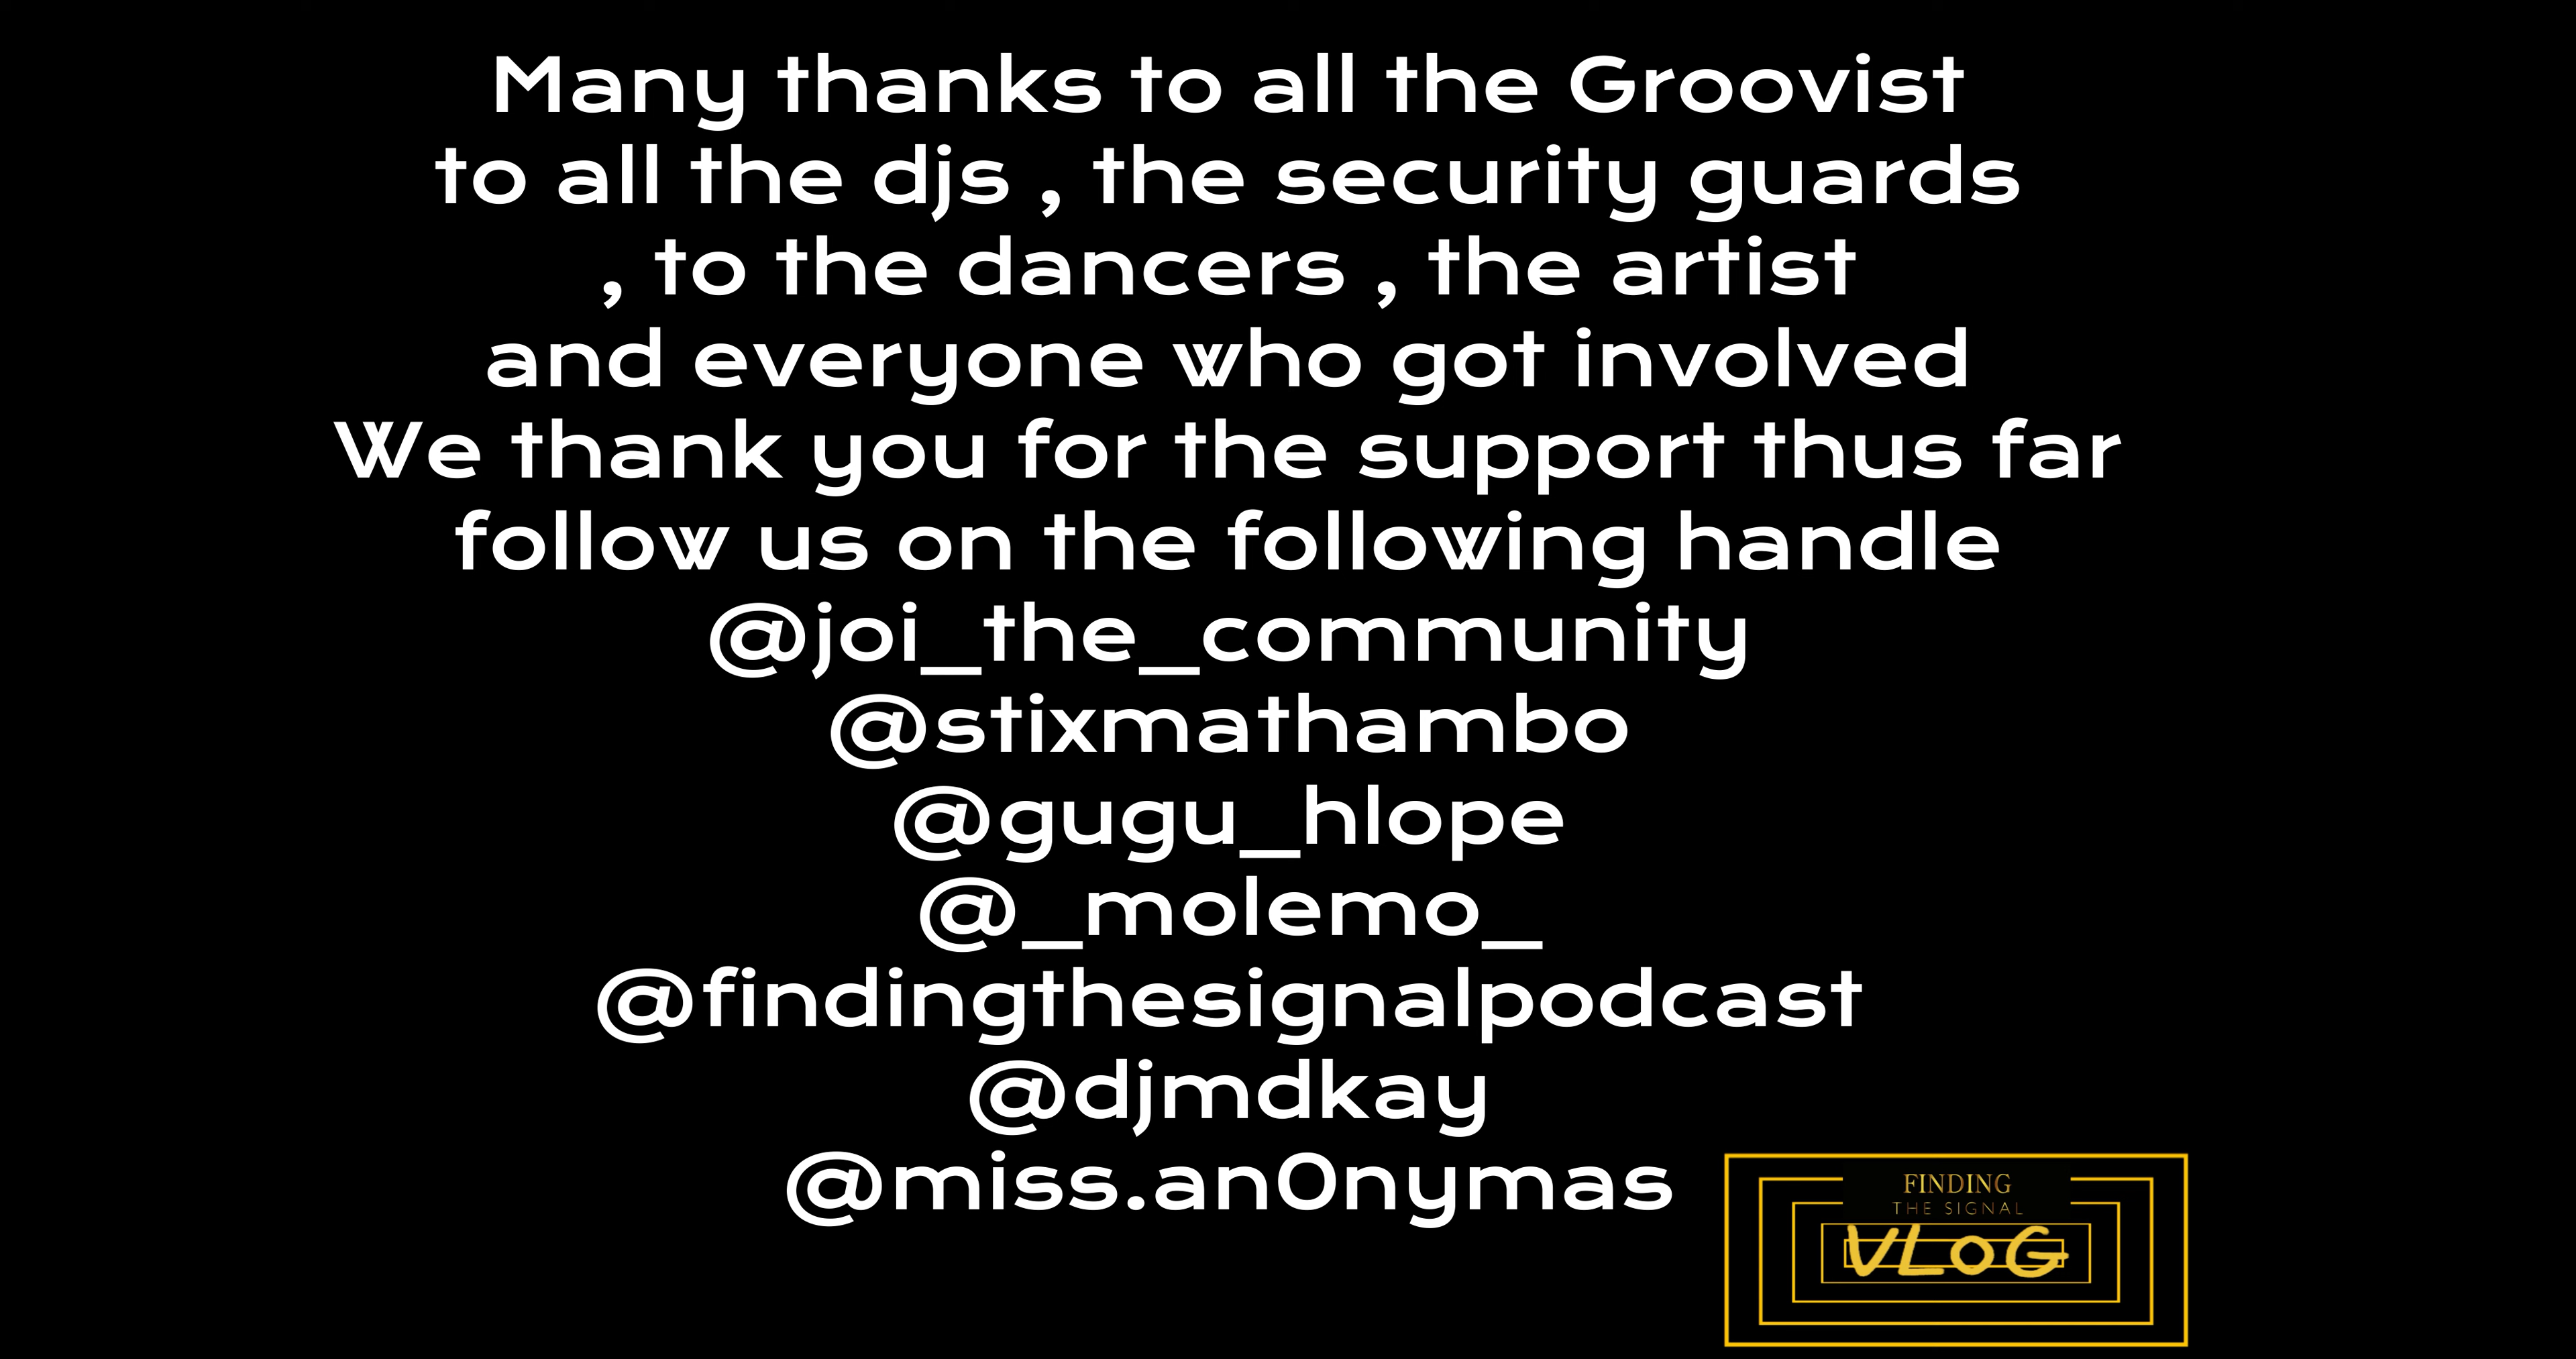 Many thanks to all the Groovist
to all the djs , the security guards
, to the dancers , the artist
and everyone who got involved
We thank you for the support thus far
follow us on the following handle
@joi_the_community
@stixmathambo
@gugu_hlope
@_molemo_
@findingthesignalpodcast
@djmdkay
@miss.an0nymas
FINDING
THE SIGNAL
VLOG